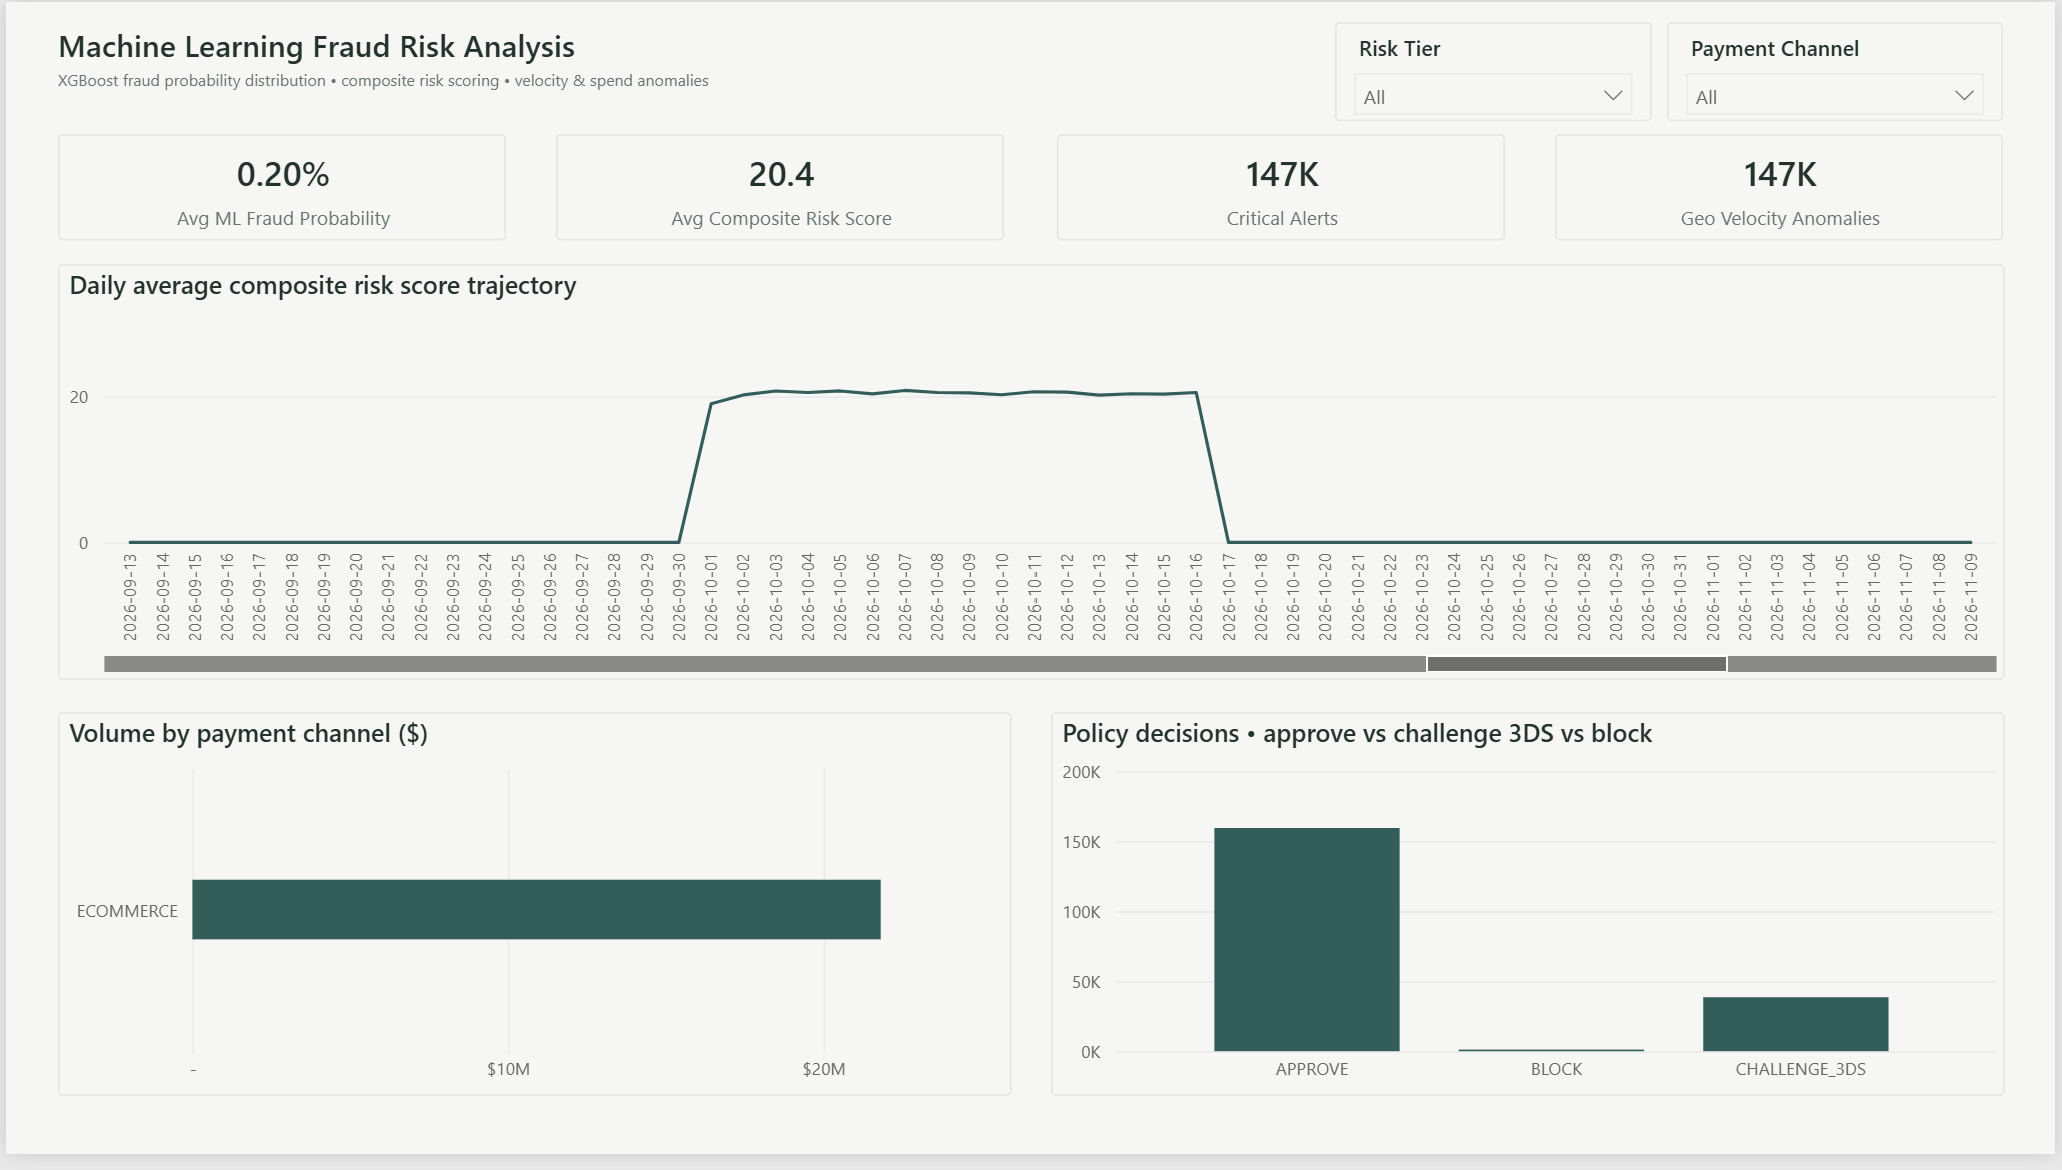 Machine Learning Fraud Risk Analysis
XGBoost fraud probability distribution • composite risk scoring • velocity & spend anomalies
Risk Tier
All
Payment Channel
All
0.20%
Avg ML Fraud Probability
20.4
Avg Composite Risk Score
147K
Critical Alerts
147K
Geo Velocity Anomalies
Daily average composite risk score trajectory
20
0
2026-09-13
2026-09-14
2026-09-15
2026-09-16
2026-09-17
2026-09-18
2026-09-19
2026-09-20
2026-09-21
2026-09-22
2026-09-23
2026-09-24
2026-09-25
2026-09-26
2026-09-27
2026-09-28
2026-09-29
2026-09-30
2026-10-01
2026-10-02
2026-10-03
2026-10-04
2026-10-05
2026-10-06
2026-10-07
2026-10-08
2026-10-09
2026-10-10
2026-10-11
2026-10-12
2026-10-13
2026-10-14
2026-10-15
2026-10-16
2026-10-17
2026-10-18
2026-10-19
2026-10-20
2026-10-21
2026-10-22
2026-10-23
2026-10-24
2026-10-25
2026-10-26
2026-10-27
2026-10-28
2026-10-29
2026-10-30
2026-10-31
2026-11-01
2026-11-02
2026-11-03
2026-11-04
2026-11-05
2026-11-06
2026-11-07
2026-11-08
2026-11-09
Volume by payment channel ($)
ECOMMERCE
-
$10M
$20M
Policy decisions • approve vs challenge 3DS vs block
200K
150K
100K
50K
0K
APPROVE
BLOCK
CHALLENGE_3DS